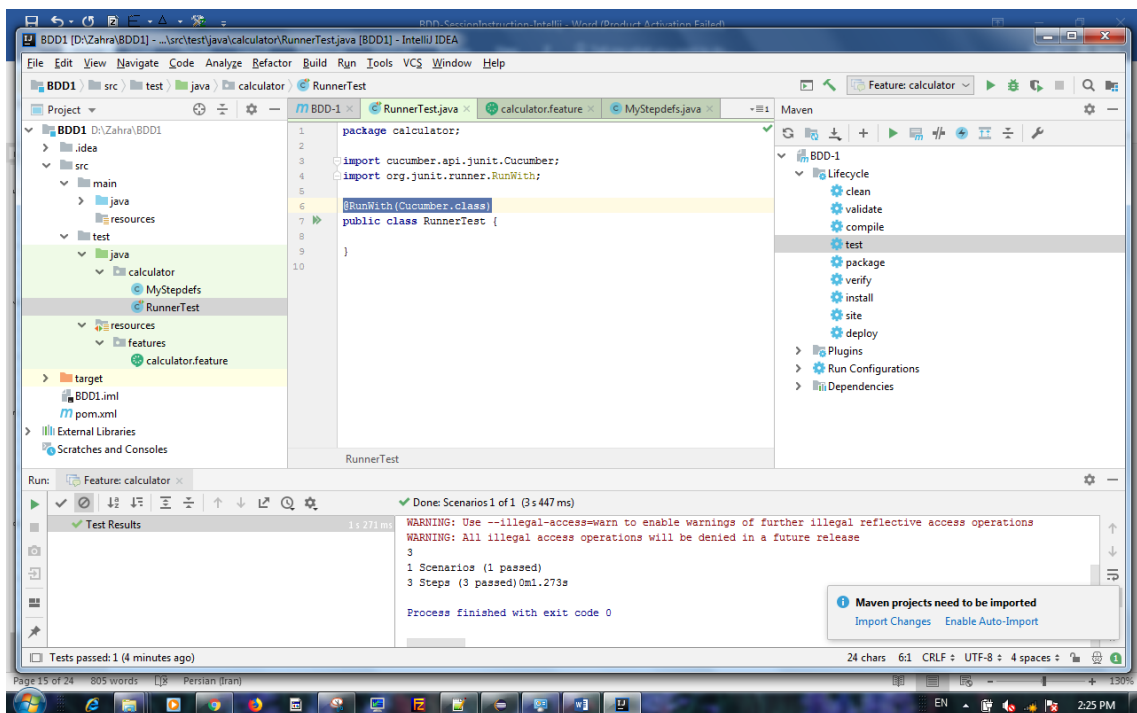 BDD-SessionInstruction-Intellij - Word (Product Activation Failed)
BDD1 [D:\Zahra\BDD1] - ...\src\test\java\calculator\RunnerTest.java [BDD1] - IntelliJ IDEA
File Edit View Navigate Code Analyze Refactor Build Run Tools VCS Window Help
BDD1 src test java calculator RunnerTest
Feature: calculator
Project
BDD-1
RunnerTest.java
calculator.feature
MyStepdefs.java
1
Maven
BDD1 D:\Zahra\BDD1
.idea
src
main
java
resources
test
java
calculator
MyStepdefs
RunnerTest
resources
features
calculator.feature
target
BDD1.iml
pom.xml
External Libraries
Scratches and Consoles
1 package calculator;
2
3 import cucumber.api.junit.Cucumber;
4 import org.junit.runner.RunWith;
5
6 @RunWith(Cucumber.class)
7 public class RunnerTest {
8
9 }
10
RunnerTest
BDD-1
Lifecycle
clean
validate
compile
test
package
verify
install
site
deploy
Plugins
Run Configurations
Dependencies
Run: Feature: calculator
Done: Scenarios 1 of 1 (3 s 447 ms)
Test Results 1 s 271 ms
WARNING: Use --illegal-access=warn to enable warnings of further illegal reflective access operations
WARNING: All illegal access operations will be denied in a future release
3
1 Scenarios (1 passed)
3 Steps (3 passed)0m1.273s
Process finished with exit code 0
Maven projects need to be imported
Import Changes Enable Auto-Import
Tests passed: 1 (4 minutes ago)
24 chars 6:1 CRLF UTF-8 4 spaces 1
Page 15 of 24 805 words Persian (Iran) 130%
EN 2:25 PM